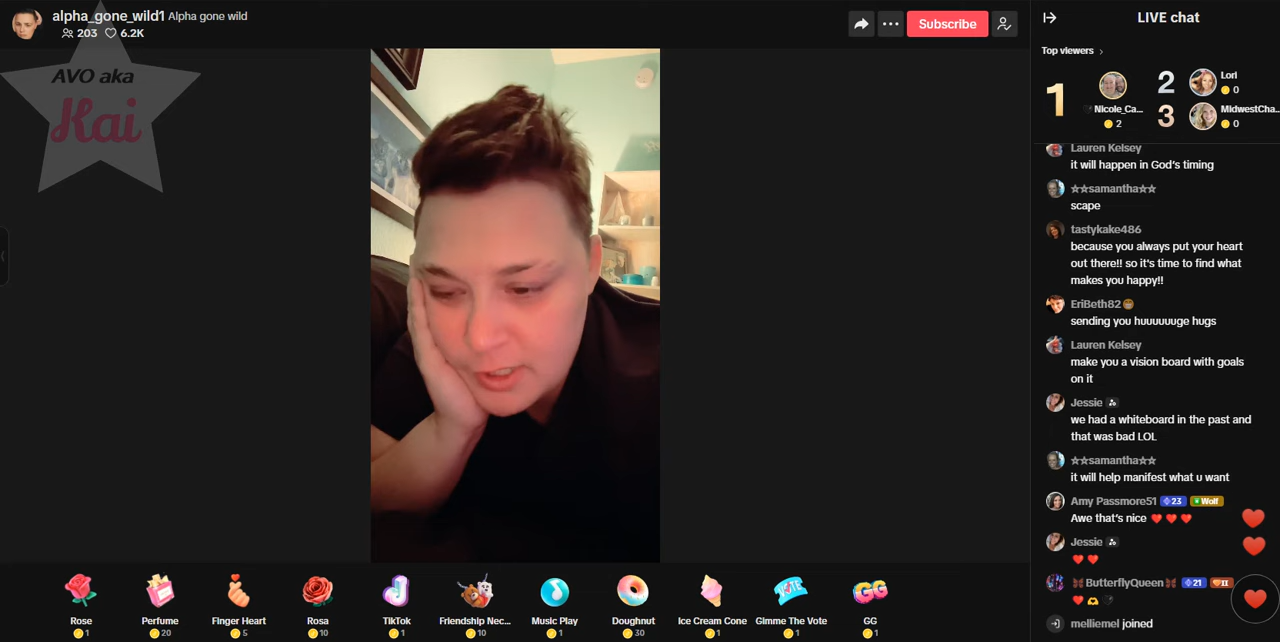 alpha_gone_wild1 Alpha gone wild
203 6.2K
Subscribe
AVO aka
Kai
LIVE chat
Top viewers
1
Nicole_Ca...
2
2
Lori
0
3
MidwestCha...
0
Lauren Kelsey
it will happen in God's timing
☆☆samantha☆☆
scape
tastykake486
because you always put your heart
out there!! so it's time to find what
makes you happy!!
EriBeth82
sending you huuuuuuge hugs
Lauren Kelsey
make you a vision board with goals
on it
Jessie
we had a whiteboard in the past and
that was bad LOL
☆☆samantha☆☆
it will help manifest what u want
Amy Passmore51 23 Wolf
Awe that's nice ❤️ ❤️ ❤️
Jessie
❤️ ❤️
🦋ButterflyQueen🦋 21 II
melliemel joined
Rose
1
Perfume
20
Finger Heart
5
Rosa
10
TikTok
1
Friendship Nec...
10
Music Play
1
Doughnut
30
Ice Cream Cone
1
Gimme The Vote
1
GG
1